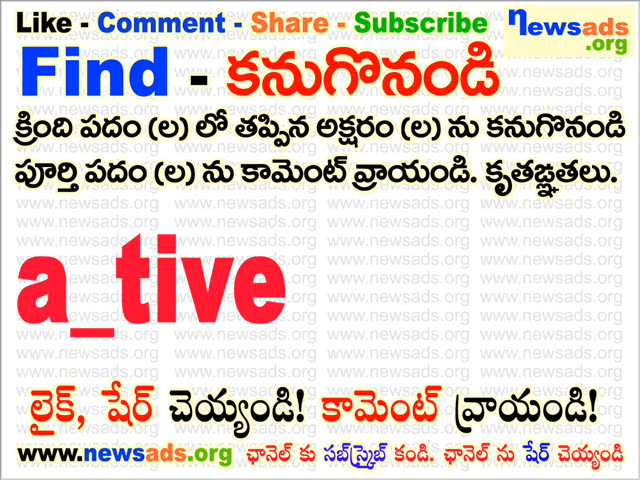 Like - Comment - Share - Subscribe
newsads
.org
Find - కనుగొనండి
క్రింది పదం (ల) లో తప్పిన అక్షరం (ల) ను కనుగొనండి
పూర్తి పదం (ల) ను కామెంట్ వ్రాయండి. కృతఙ్ఞతలు.
a_tive
లైక్, షేర్ చెయ్యండి! కామెంట్ వ్రాయండి!
www.newsads.org ఛానెల్ కు సబ్‌స్క్రైబ్ కండి. ఛానెల్ ను షేర్ చెయ్యండి